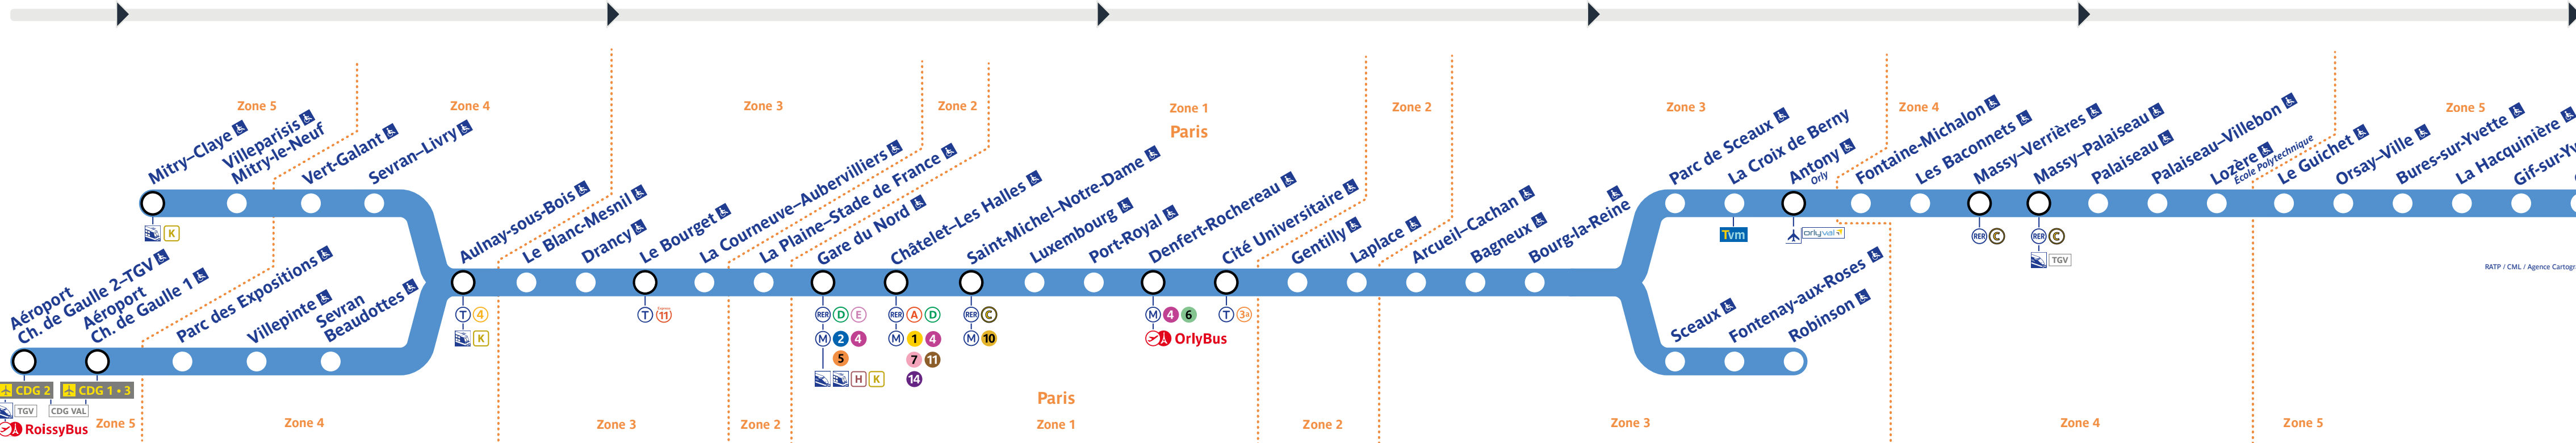 Zone 5
Zone 4
Zone 3
Zone 2
Zone 1
Paris
Zone 2
Zone 3
Zone 4
Zone 5
Mitry–Claye
Villeparisis
Mitry-le-Neuf
Vert-Galant
Sevran–Livry
K
Aéroport
Ch. de Gaulle 2–TGV
Aéroport
Ch. de Gaulle 1
Parc des Expositions
Villepinte
Sevran
Beaudottes
CDG 2
CDG 1 • 3
TGV
CDG VAL
RoissyBus
Aulnay-sous-Bois
T 4
K
Le Blanc-Mesnil
Drancy
Le Bourget
T 11
La Courneuve–Aubervilliers
La Plaine–Stade de France
Gare du Nord
RER D E
M 2 4
5
H K
Châtelet–Les Halles
RER A D
M 1 4
7 11
14
Saint-Michel–Notre-Dame
RER C
M 10
Luxembourg
Port-Royal
Denfert-Rochereau
M 4 6
OrlyBus
Cité Universitaire
T 3a
Gentilly
Laplace
Arcueil–Cachan
Bagneux
Bourg-la-Reine
Parc de Sceaux
La Croix de Berny
Tvm
Antony
Orly
orlyval
Fontaine-Michalon
Les Baconnets
Massy–Verrières
RER C
Massy–Palaiseau
RER C
TGV
Palaiseau
Palaiseau–Villebon
Lozère
École Polytechnique
Le Guichet
Orsay–Ville
Bures-sur-Yvette
La Hacquinière
Gif-sur-Yv
Sceaux
Fontenay-aux-Roses
Robinson
RATP / CML / Agence Cartogra
Zone 5
Zone 4
Zone 3
Zone 2
Paris
Zone 1
Zone 2
Zone 3
Zone 4
Zone 5